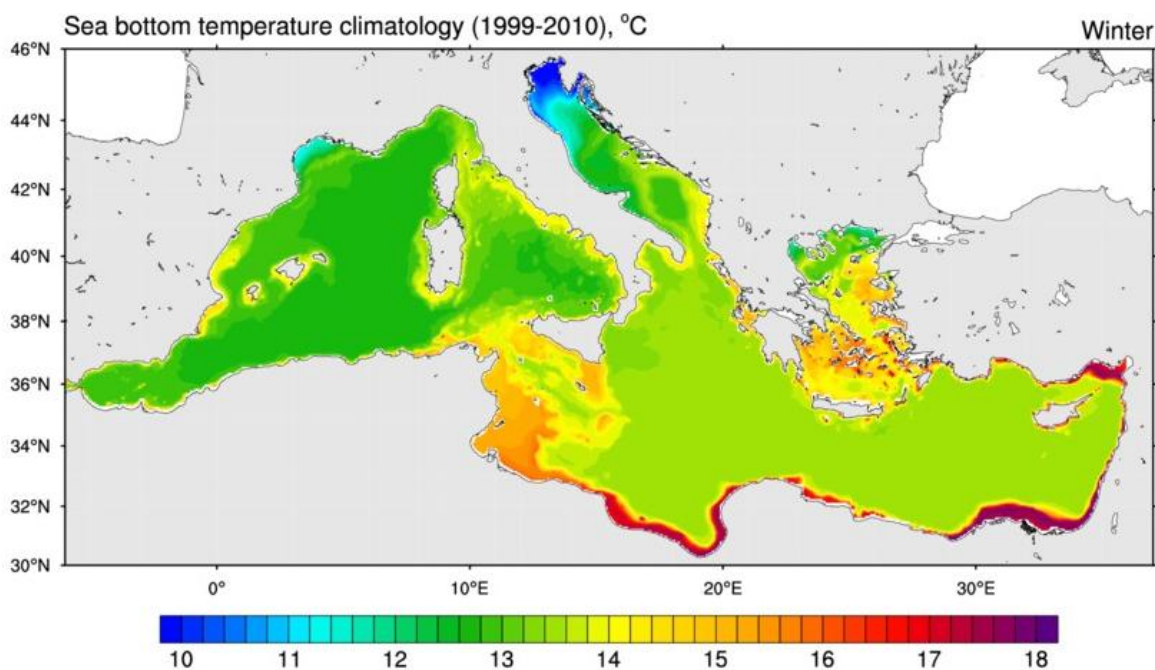 Sea bottom temperature climatology (1999-2010), °C Winter
46°N
44°N
42°N
40°N
38°N
36°N
34°N
32°N
30°N
0° 10°E 20°E 30°E
10 11 12 13 14 15 16 17 18